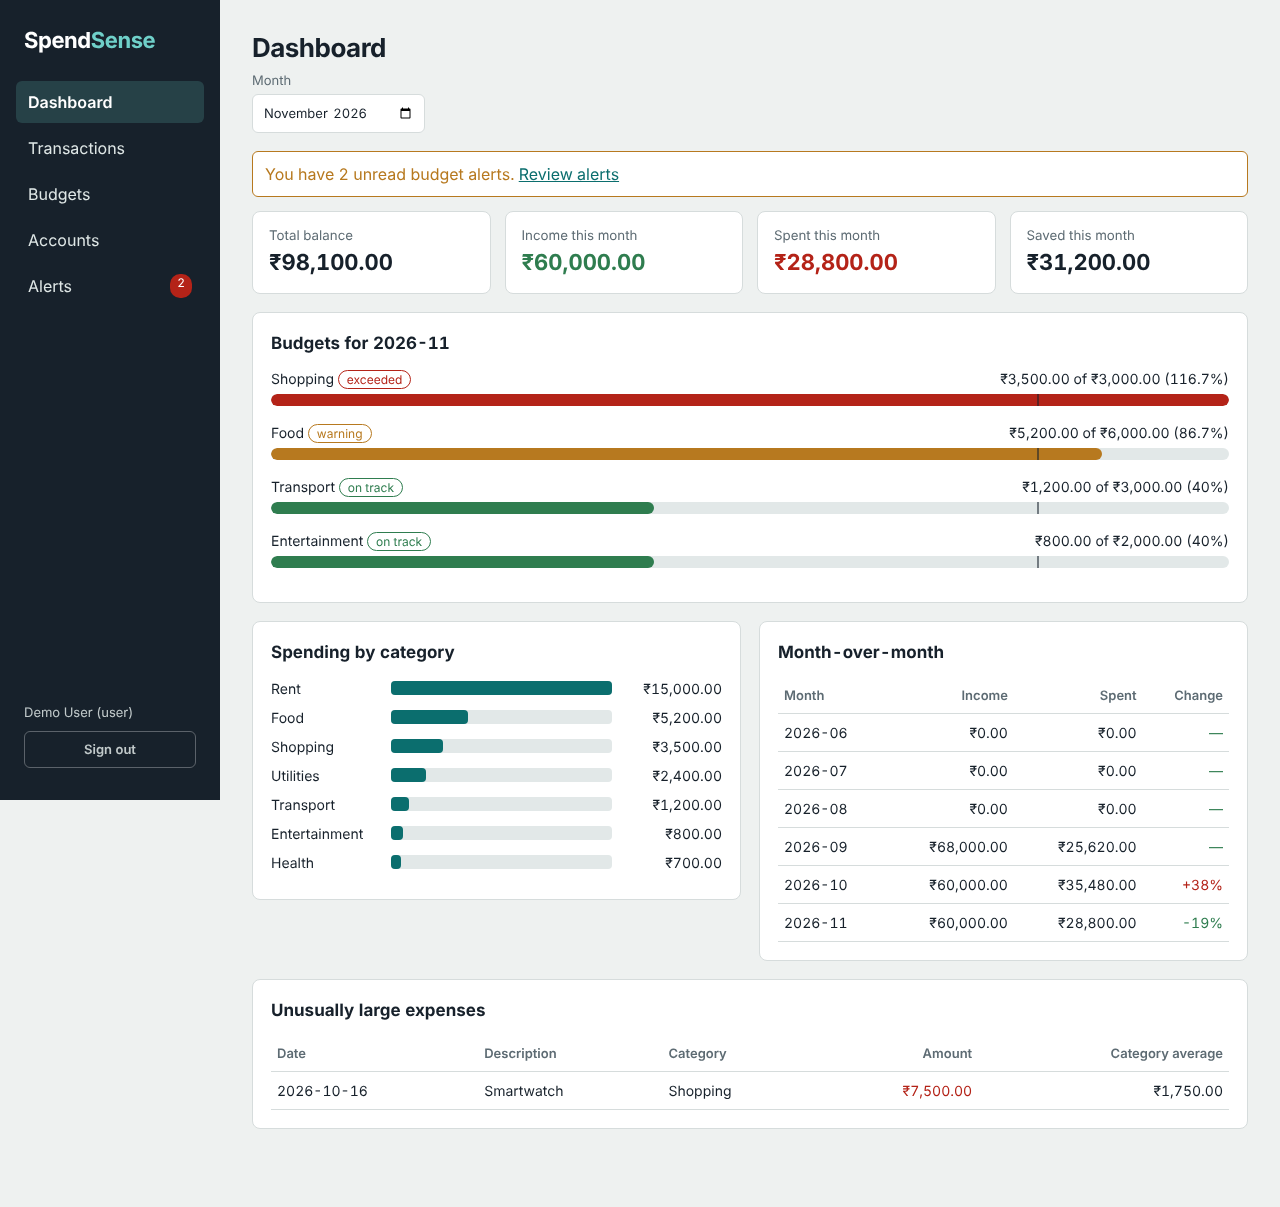 SpendSense
Dashboard
Transactions
Budgets
Accounts
Alerts 2
Demo User (user)
Sign out
Dashboard
Month
November 2026
You have 2 unread budget alerts. Review alerts
Total balance
₹98,100.00
Income this month
₹60,000.00
Spent this month
₹28,800.00
Saved this month
₹31,200.00
Budgets for 2026-11
Shopping exceeded ₹3,500.00 of ₹3,000.00 (116.7%)
Food warning ₹5,200.00 of ₹6,000.00 (86.7%)
Transport on track ₹1,200.00 of ₹3,000.00 (40%)
Entertainment on track ₹800.00 of ₹2,000.00 (40%)
Spending by category
Rent ₹15,000.00
Food ₹5,200.00
Shopping ₹3,500.00
Utilities ₹2,400.00
Transport ₹1,200.00
Entertainment ₹800.00
Health ₹700.00
Month-over-month
Month Income Spent Change
2026-06 ₹0.00 ₹0.00 —
2026-07 ₹0.00 ₹0.00 —
2026-08 ₹0.00 ₹0.00 —
2026-09 ₹68,000.00 ₹25,620.00 —
2026-10 ₹60,000.00 ₹35,480.00 +38%
2026-11 ₹60,000.00 ₹28,800.00 -19%
Unusually large expenses
Date Description Category Amount Category average
2026-10-16 Smartwatch Shopping ₹7,500.00 ₹1,750.00